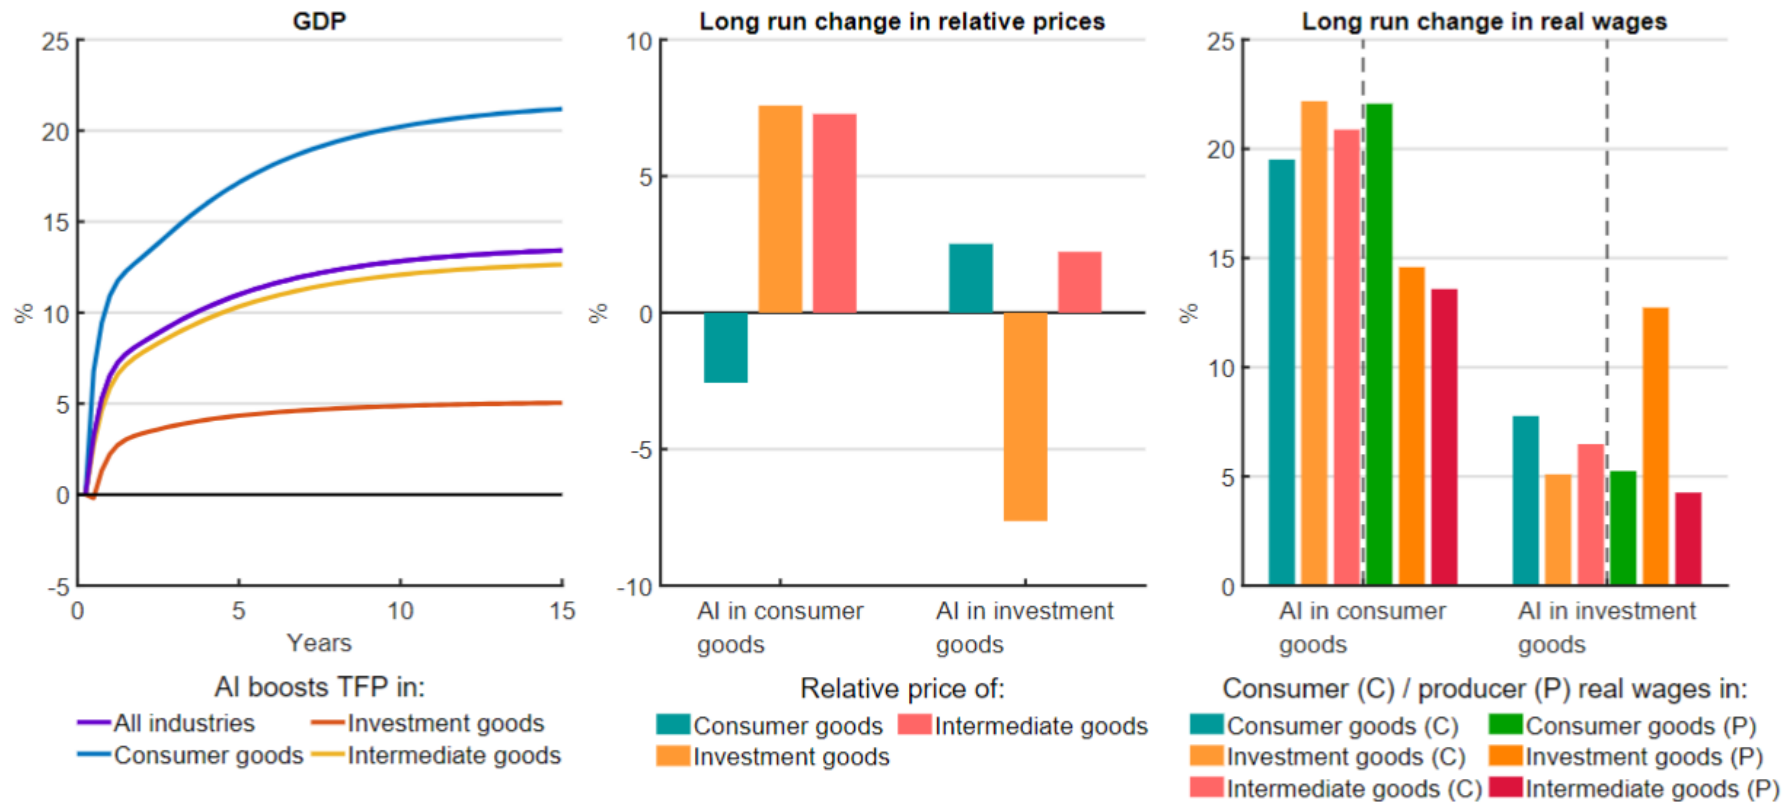 GDP
25
20
15
10
5
0
-5
%
0 5 10 15
Years
AI boosts TFP in:
All industries
Investment goods
Consumer goods
Intermediate goods
Long run change in relative prices
10
5
0
-5
-10
%
AI in consumer
goods
AI in investment
goods
Relative price of:
Consumer goods
Intermediate goods
Investment goods
Long run change in real wages
25
20
15
10
5
0
%
AI in consumer
goods
AI in investment
goods
Consumer (C) / producer (P) real wages in:
Consumer goods (C)
Consumer goods (P)
Investment goods (C)
Investment goods (P)
Intermediate goods (C)
Intermediate goods (P)